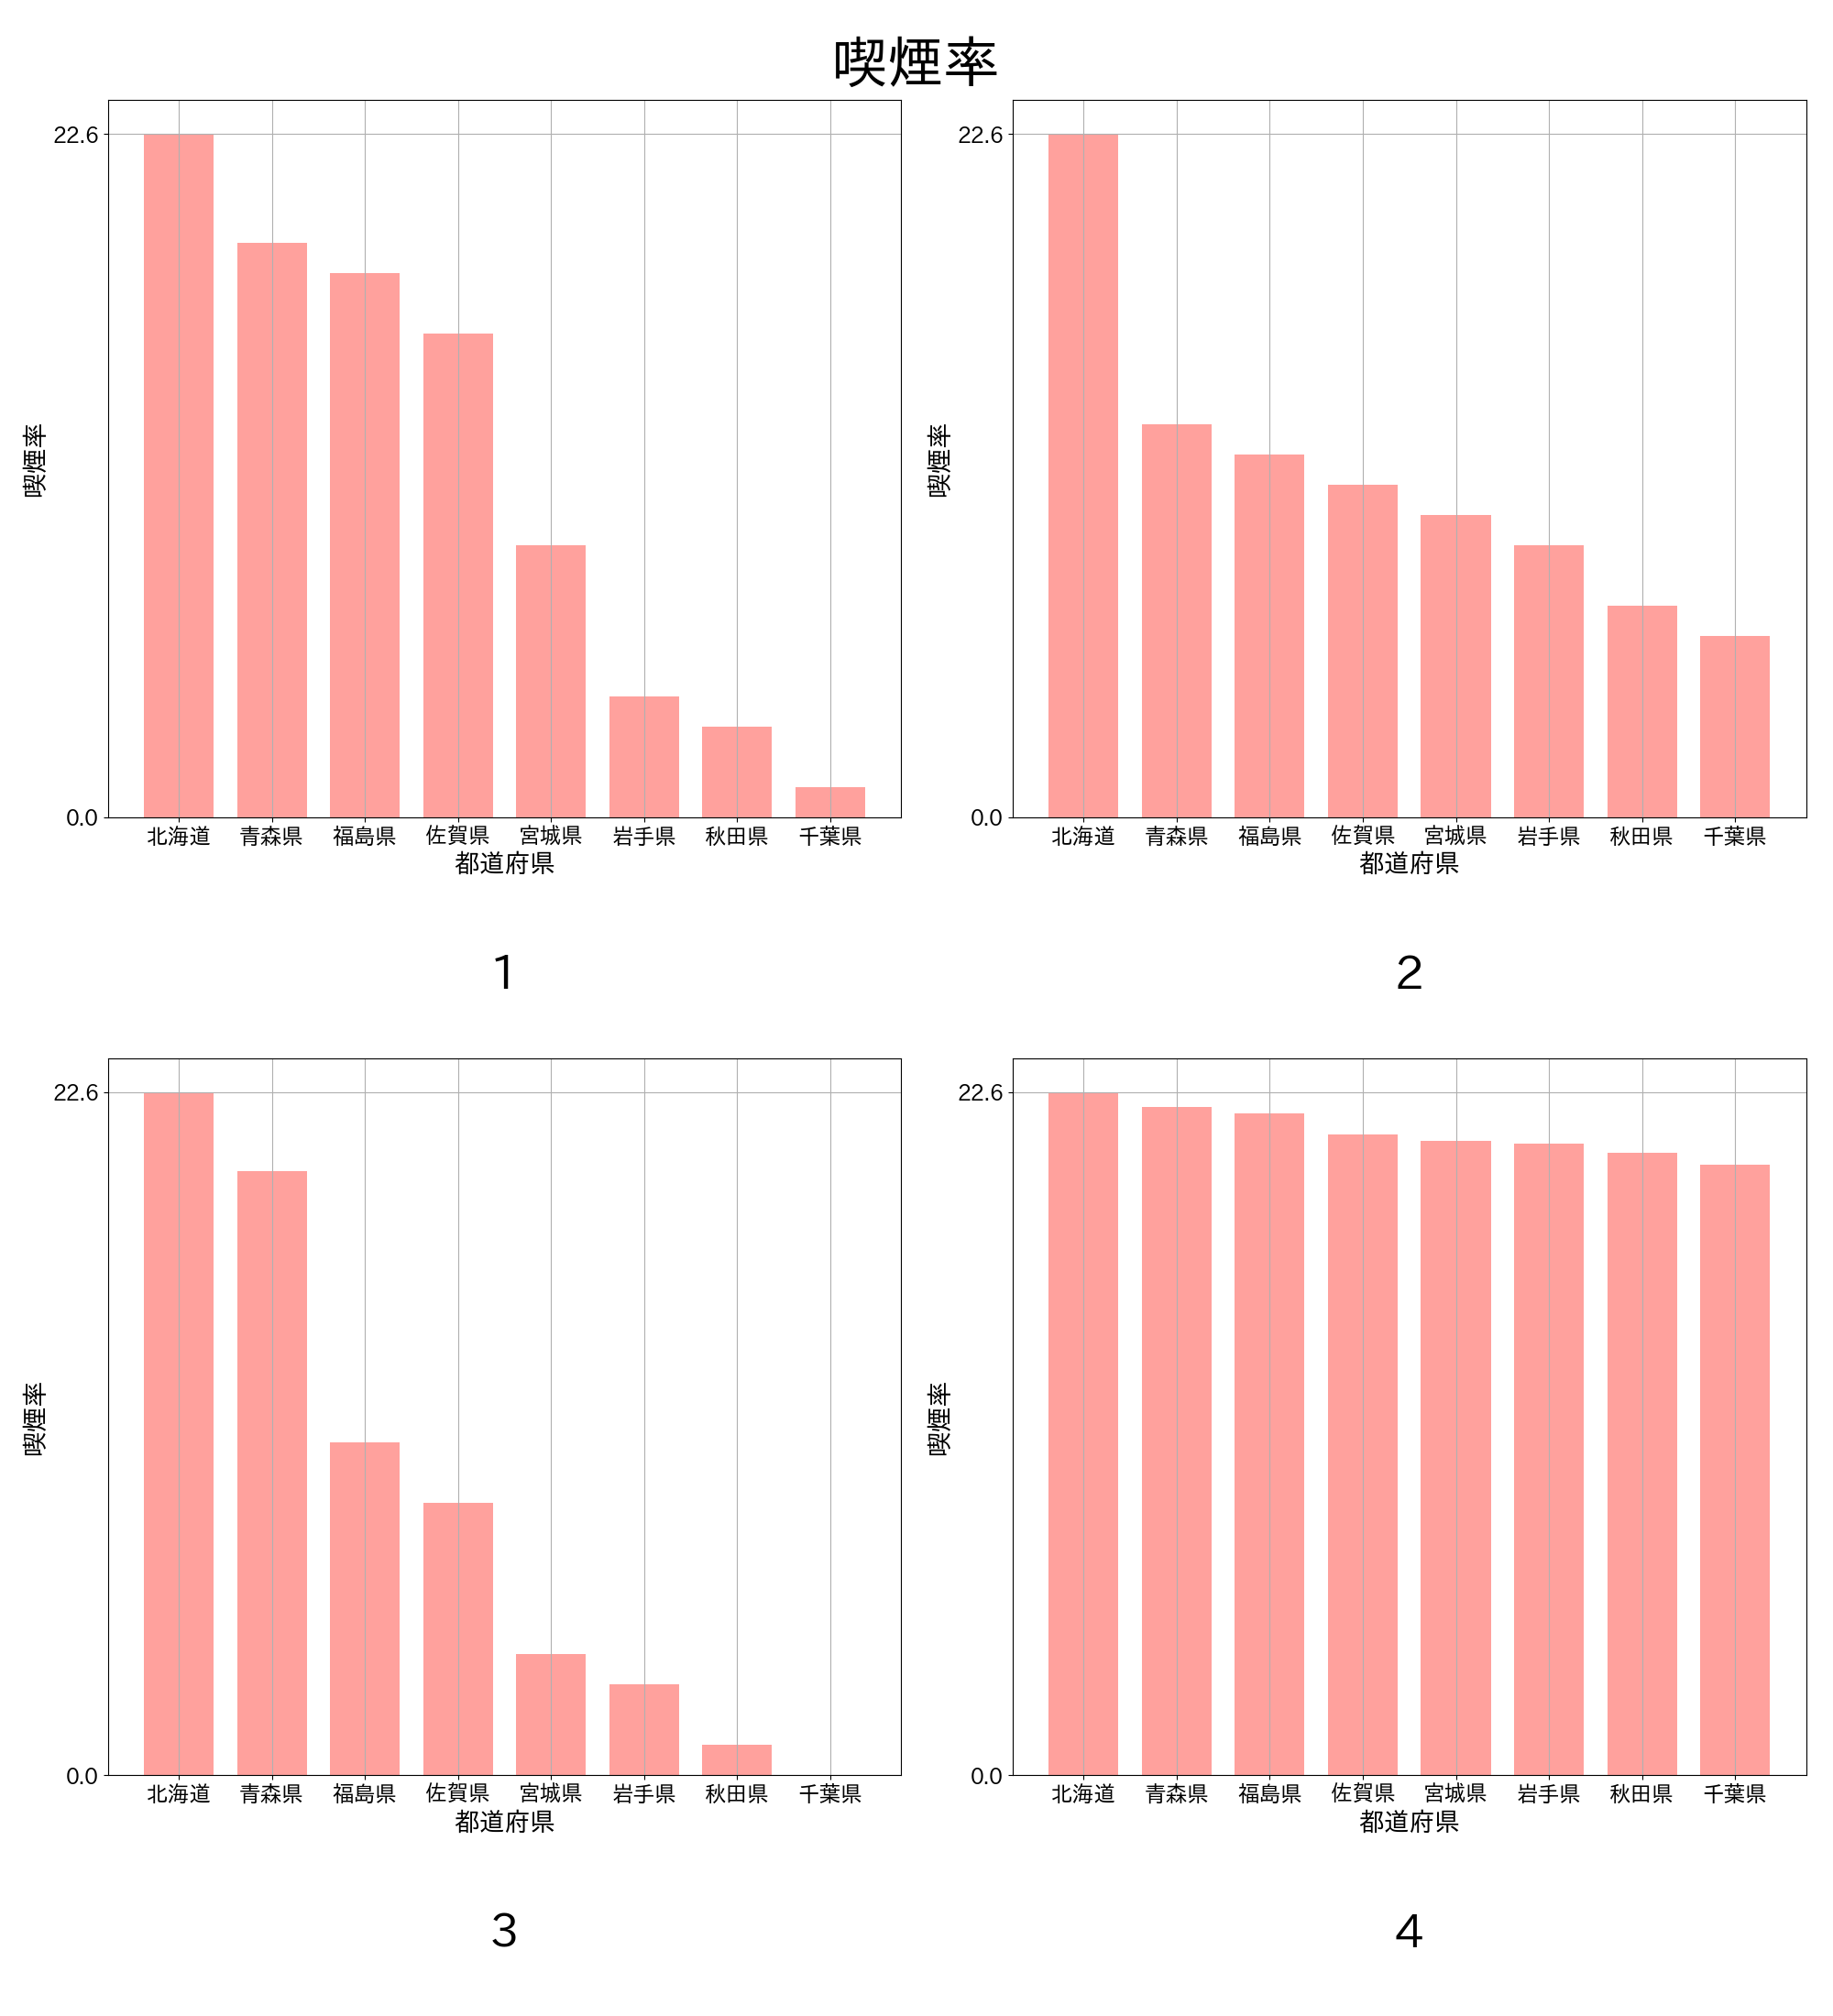 喫煙率
22.6
0.0
喫煙率
北海道 青森県 福島県 佐賀県 宮城県 岩手県 秋田県 千葉県
都道府県
1
22.6
0.0
喫煙率
北海道 青森県 福島県 佐賀県 宮城県 岩手県 秋田県 千葉県
都道府県
2
22.6
0.0
喫煙率
北海道 青森県 福島県 佐賀県 宮城県 岩手県 秋田県 千葉県
都道府県
3
22.6
0.0
喫煙率
北海道 青森県 福島県 佐賀県 宮城県 岩手県 秋田県 千葉県
都道府県
4